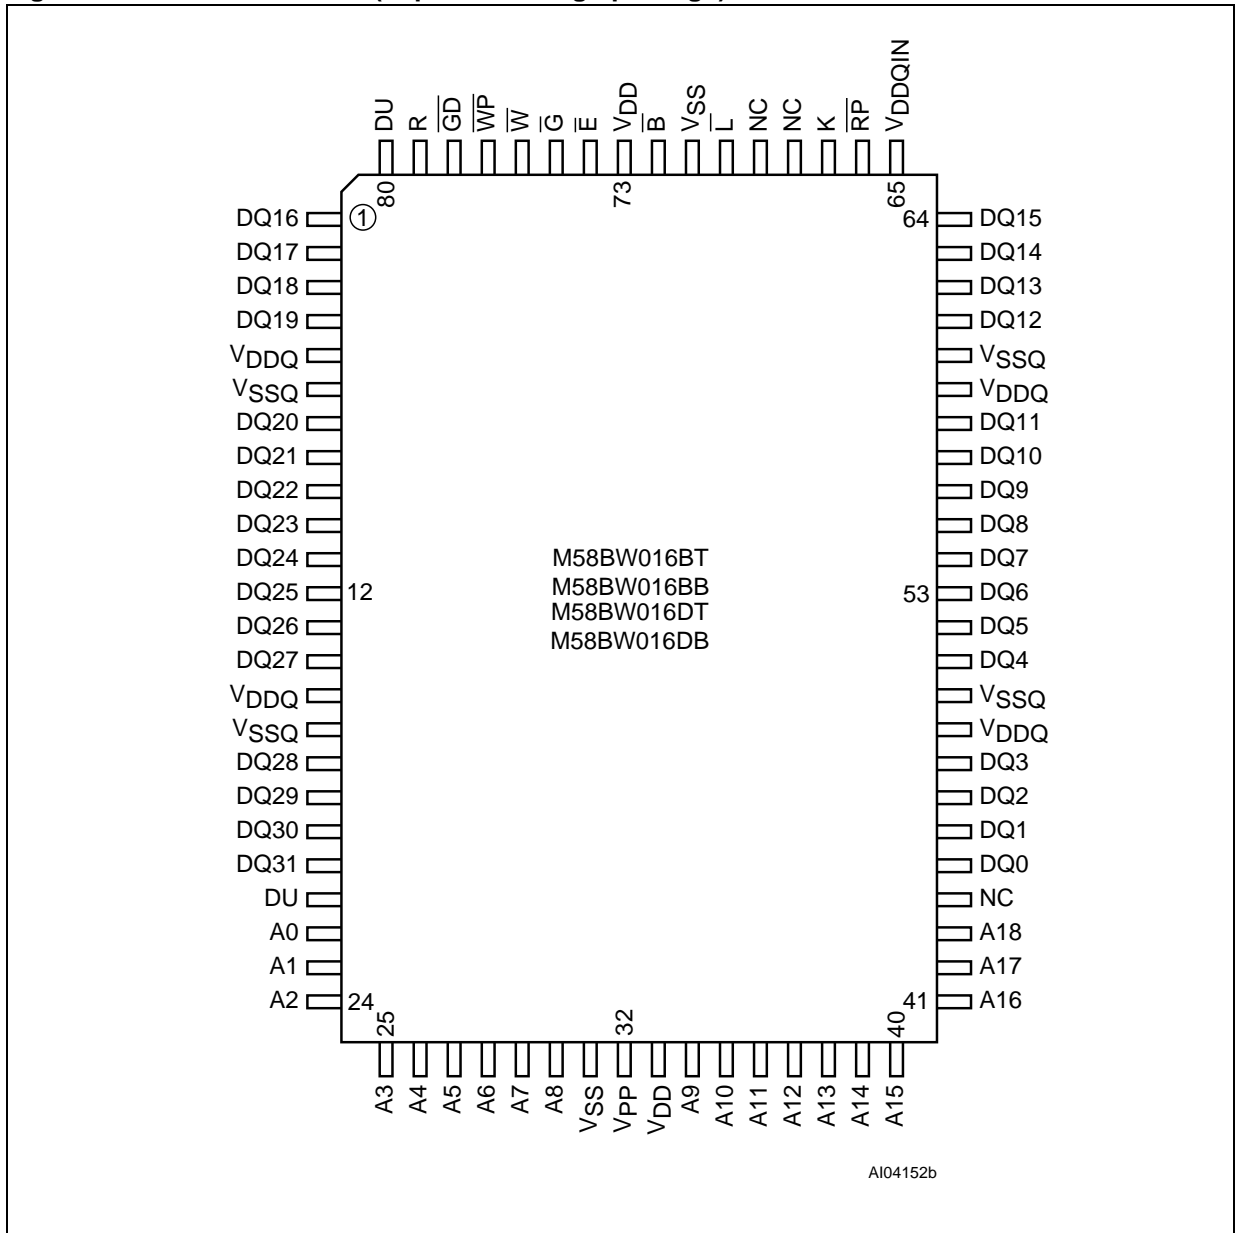 DU R GD WP W G E VDD B VSS L NC NC K RP VDDQIN
80 73 65
DQ16 1 64 DQ15
DQ17 DQ14
DQ18 DQ13
DQ19 DQ12
VDDQ VSSQ
VSSQ VDDQ
DQ20 DQ11
DQ21 DQ10
DQ22 DQ9
DQ23 DQ8
DQ24 M58BW016BT DQ7
M58BW016BB
DQ25 12 53 DQ6
M58BW016DT
DQ26 DQ5
M58BW016DB
DQ27 DQ4
VDDQ VSSQ
VSSQ VDDQ
DQ28 DQ3
DQ29 DQ2
DQ30 DQ1
DQ31 DQ0
DU NC
A0 A18
A1 A17
A2 24 41 A16
25 32 40
A3 A4 A5 A6 A7 A8 VSS VPP VDD A9 A10 A11 A12 A13 A14 A15
AI04152b